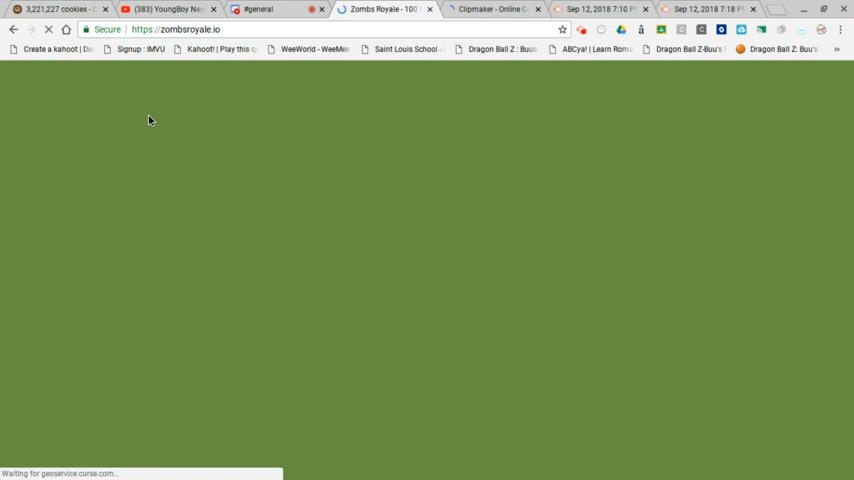 3,221,227 cookies - C (383) YoungBoy Nev #general Zombs Royale - 100 Clipmaker - Online C Sep 12, 2018 7:10 P Sep 12, 2018 7:18 P
Secure https://zombsroyale.io
Create a kahoot | De Signup : IMVU Kahoot! | Play this q WeeWorld - WeeMee Saint Louis School - Dragon Ball Z : Buus ABCya! | Learn Rom Dragon Ball Z-Buu's Dragon Ball Z: Buu's »
Waiting for geoservice.curse.com...